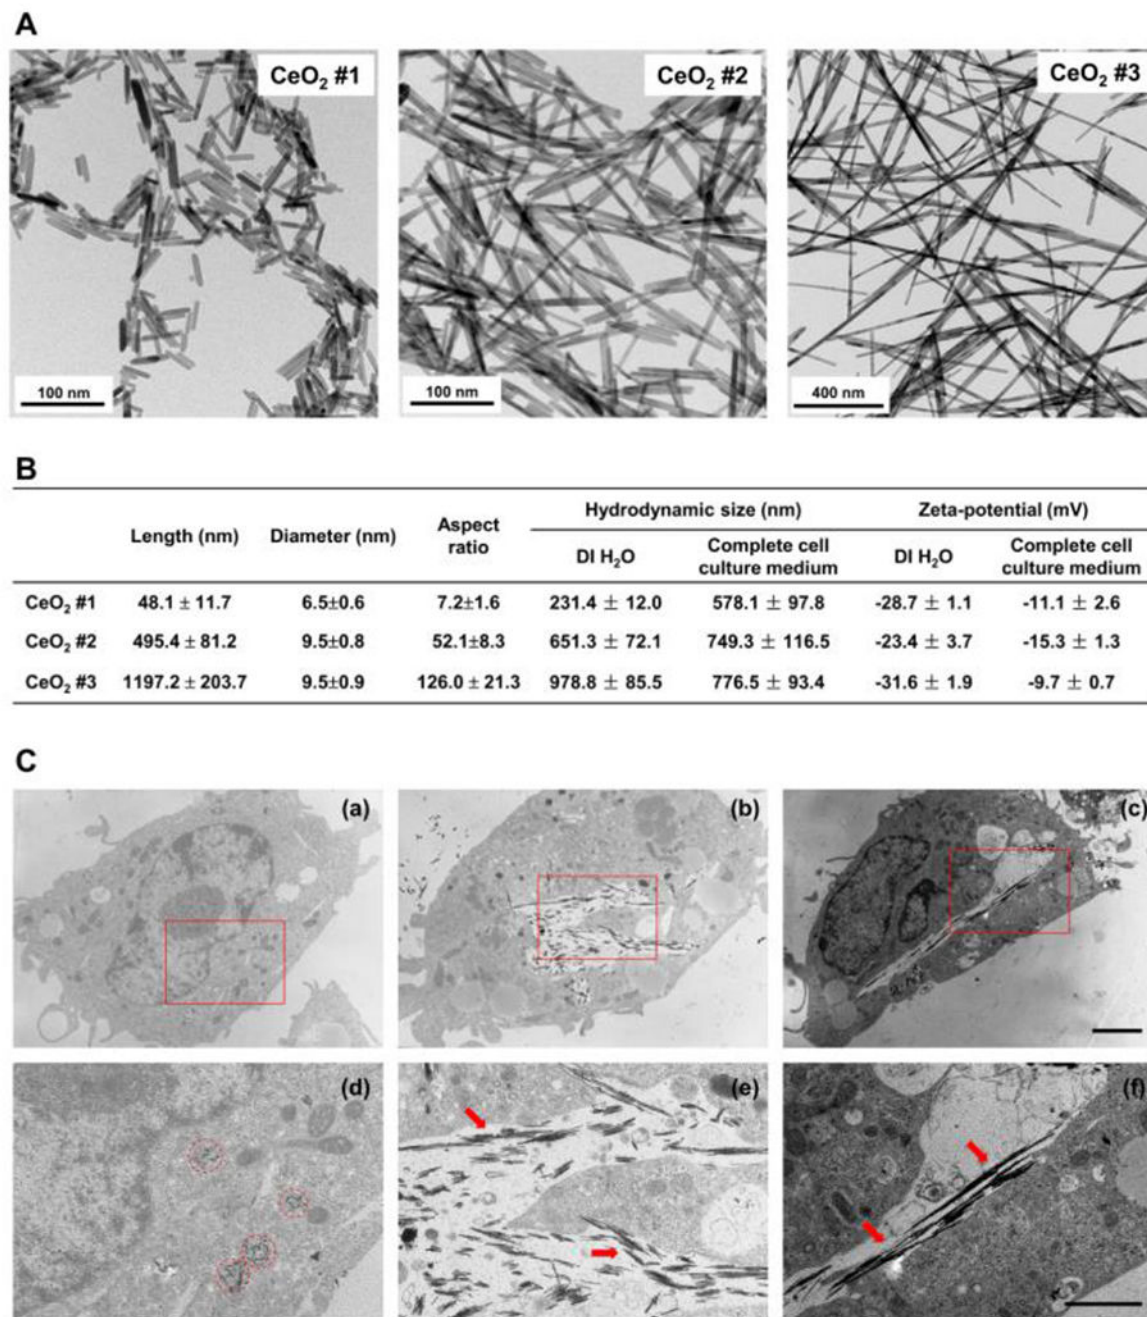 A
CeO₂ #1
CeO₂ #2
CeO₂ #3
100 nm
100 nm
400 nm
B
Length (nm) Diameter (nm) Aspect ratio Hydrodynamic size (nm) Zeta-potential (mV)
DI H₂O Complete cell culture medium DI H₂O Complete cell culture medium
CeO₂ #1 48.1 ± 11.7 6.5±0.6 7.2±1.6 231.4 ± 12.0 578.1 ± 97.8 -28.7 ± 1.1 -11.1 ± 2.6
CeO₂ #2 495.4 ± 81.2 9.5±0.8 52.1±8.3 651.3 ± 72.1 749.3 ± 116.5 -23.4 ± 3.7 -15.3 ± 1.3
CeO₂ #3 1197.2 ± 203.7 9.5±0.9 126.0 ± 21.3 978.8 ± 85.5 776.5 ± 93.4 -31.6 ± 1.9 -9.7 ± 0.7
C
(a)
(b)
(c)
(d)
(e)
(f)